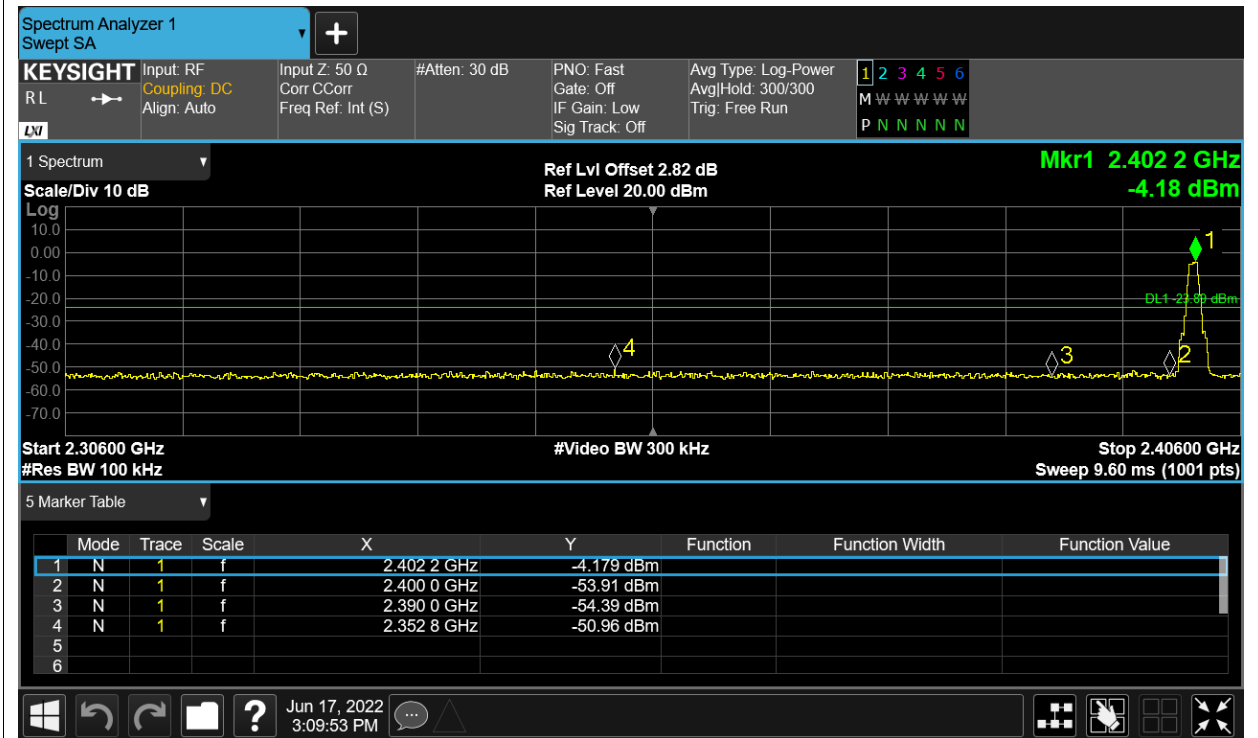 Spectrum Analyzer 1
Swept SA
KEYSIGHT
R L
LXI
Input: RF
Coupling: DC
Align: Auto
Input Z: 50 Ω
Corr CCorr
Freq Ref: Int (S)
#Atten: 30 dB
PNO: Fast
Gate: Off
IF Gain: Low
Sig Track: Off
Avg Type: Log-Power
Avg|Hold: 300/300
Trig: Free Run
1 2 3 4 5 6
M W W W W W
P N N N N N
1 Spectrum
Scale/Div 10 dB
Ref Lvl Offset 2.82 dB
Ref Level 20.00 dBm
Mkr1 2.402 2 GHz
-4.18 dBm
Log
10.0
0.00
-10.0
-20.0
-30.0
-40.0
-50.0
-60.0
-70.0
1
DL1 -23.89 dBm
4
3
2
Start 2.30600 GHz
#Res BW 100 kHz
#Video BW 300 kHz
Stop 2.40600 GHz
Sweep 9.60 ms (1001 pts)
5 Marker Table
Mode Trace Scale X Y Function Function Width Function Value
1 N 1 f 2.402 2 GHz -4.179 dBm
2 N 1 f 2.400 0 GHz -53.91 dBm
3 N 1 f 2.390 0 GHz -54.39 dBm
4 N 1 f 2.352 8 GHz -50.96 dBm
5
6
?
Jun 17, 2022
3:09:53 PM